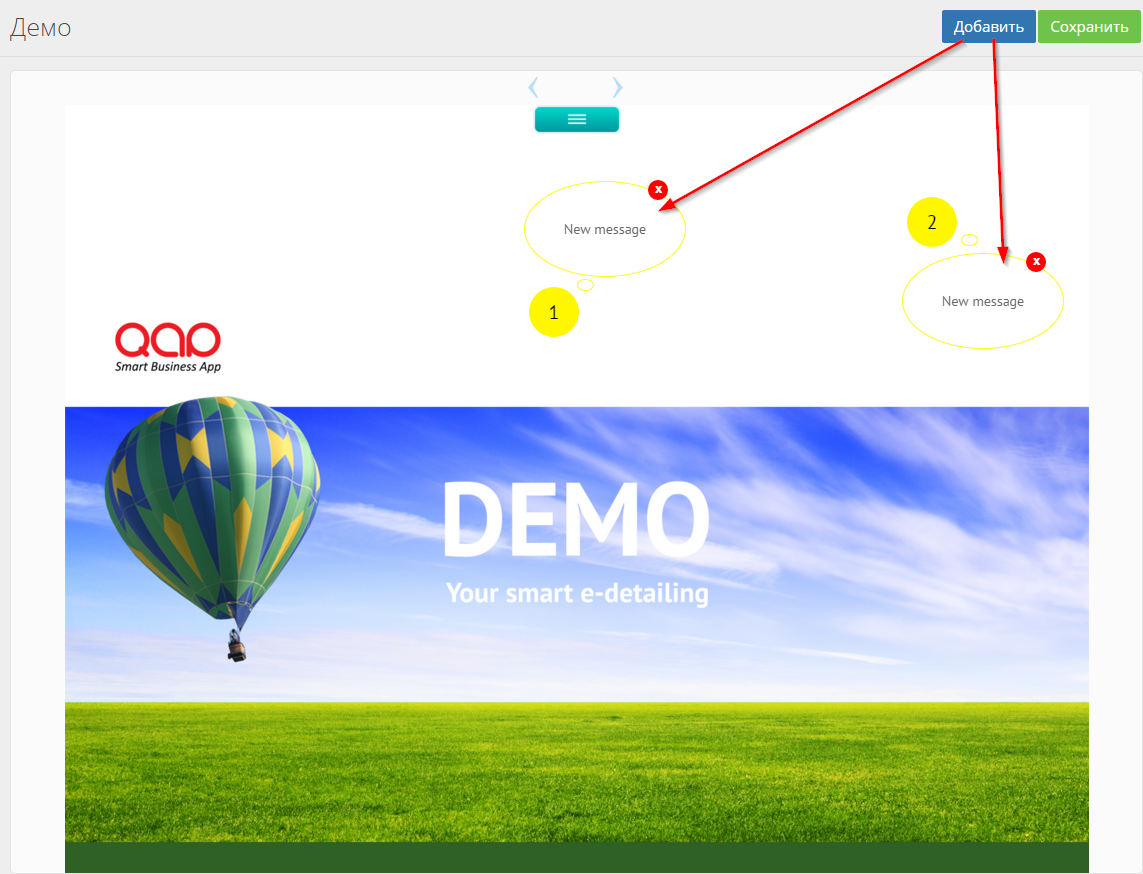 Демо
Добавить
Сохранить
x
New message
1
2
x
New message
QAP
Smart Business App
DEMO
Your smart e-detailing